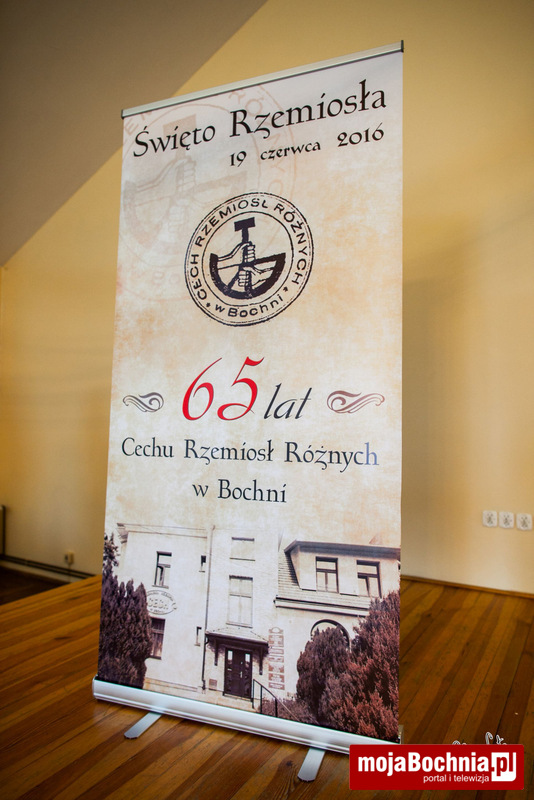 Święto Rzemiosła
19 czerwca 2016
CECH RZEMIOSŁ RÓŻNYCH
w Bochni
65 lat
Cechu Rzemiosł Różnych
w Bochni
mojaBochnia.pl
portal i telewizja